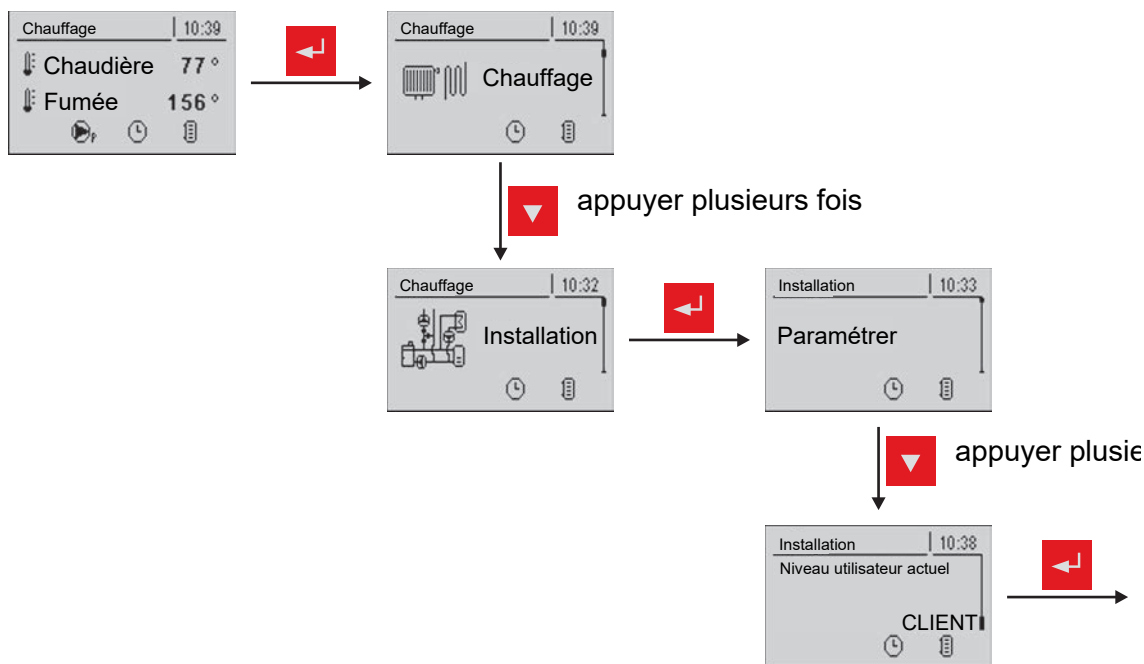 Chauffage 10:39
Chaudière 77°
Fumée 156°
P
Chauffage 10:39
Chauffage
appuyer plusieurs fois
Chauffage 10:32
Installation
Installation 10:33
Paramétrer
appuyer plusie
Installation 10:38
Niveau utilisateur actuel
CLIENT